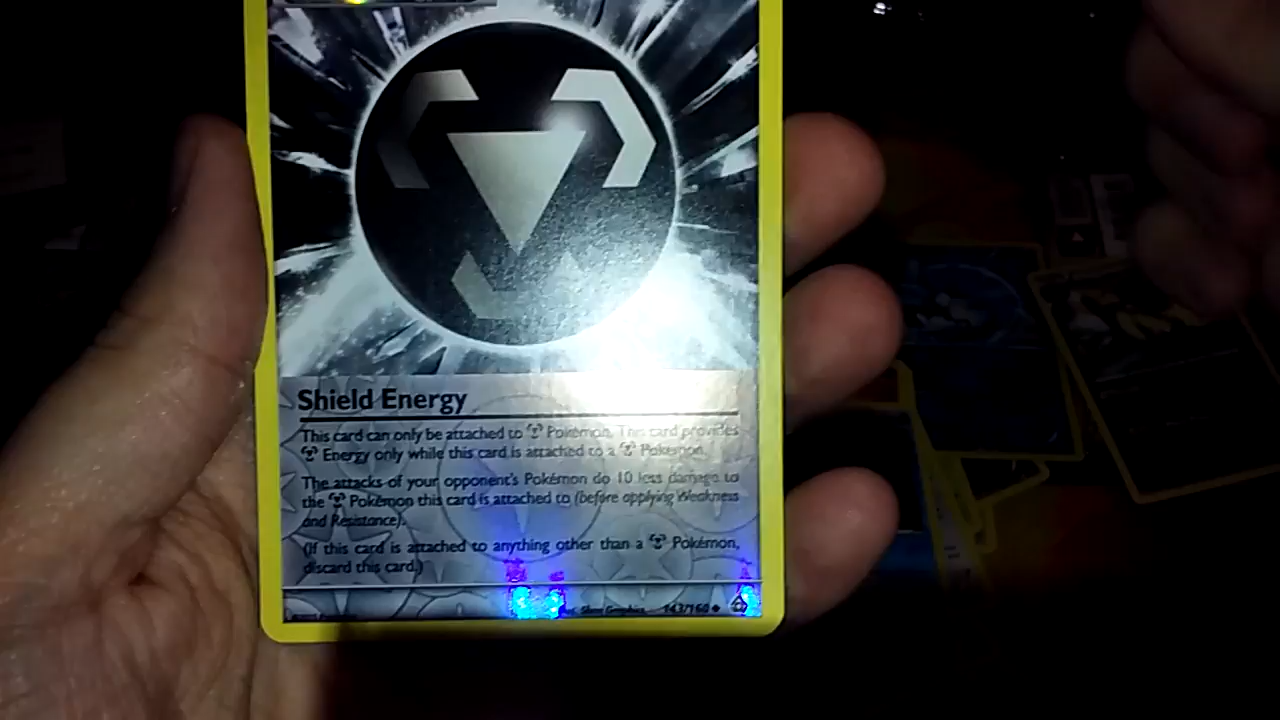 Shield Energy
This card can only be attached to Pokémon. This card provides
Energy only while this card is attached to a Pokémon.
The attacks of your opponent's Pokémon do 10 less damage to
the Pokémon this card is attached to (before applying Weakness
and Resistance).
(If this card is attached to anything other than a Pokémon,
discard this card.)
143/160